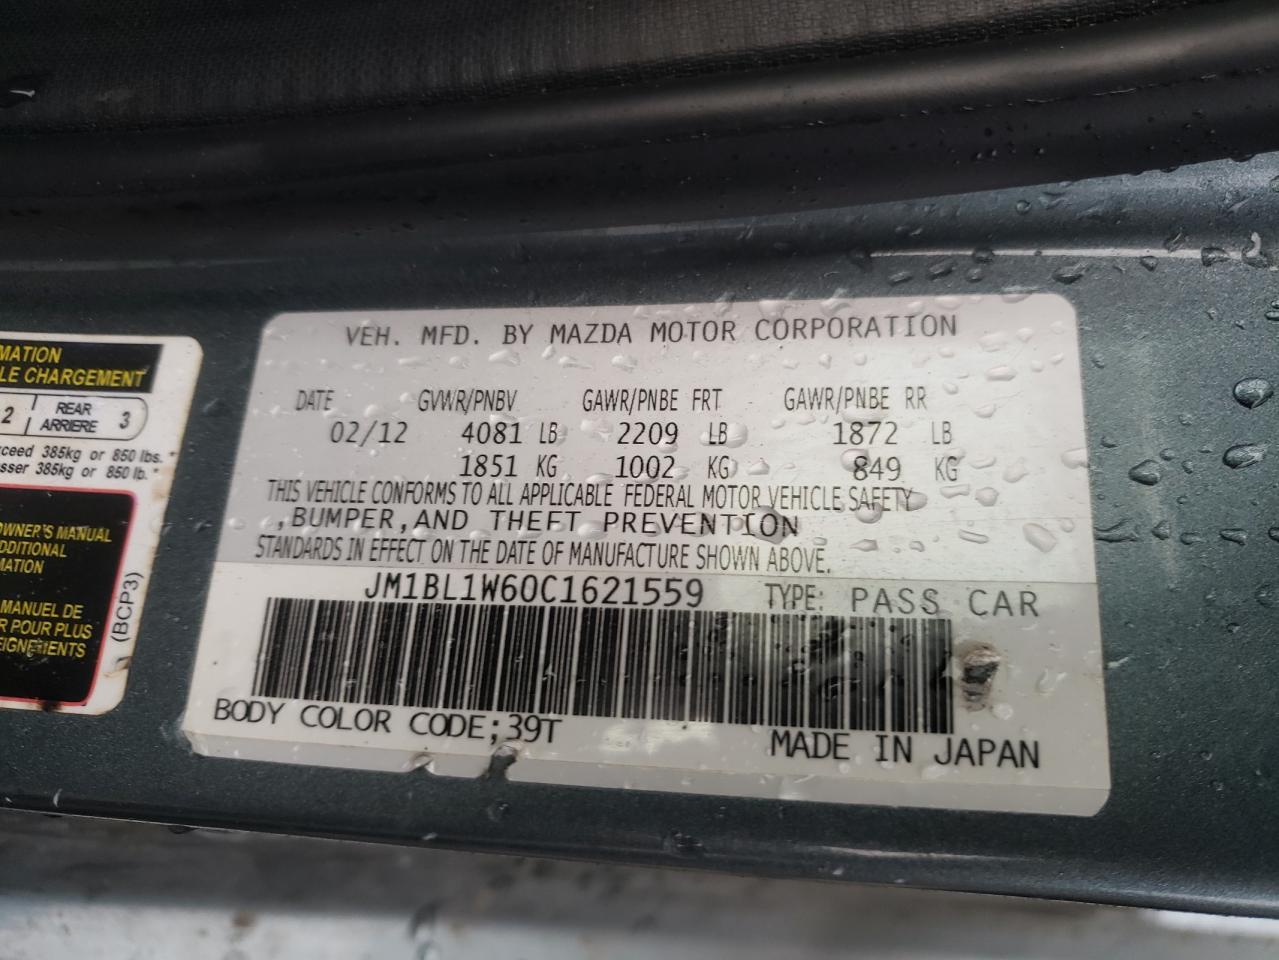 VEH. MFD. BY MAZDA MOTOR CORPORATION
DATE GVWR/PNBV GAWR/PNBE FRT GAWR/PNBE RR
02/12 4081 LB 2209 LB 1872 LB
1851 KG 1002 KG 849 KG
THIS VEHICLE CONFORMS TO ALL APPLICABLE FEDERAL MOTOR VEHICLE SAFETY
,BUMPER,AND THEFT PREVENTION
STANDARDS IN EFFECT ON THE DATE OF MANUFACTURE SHOWN ABOVE.
JM1BL1W60C1621559 TYPE: PASS CAR
BODY COLOR CODE;39T
MADE IN JAPAN
MATION
LE CHARGEMENT
2 REAR
ARRIERE 3
xceed 385kg or 850 lbs.
sser 385kg or 850 lb.
OWNER'S MANUAL
DDITIONAL
MATION
MANUEL DE
R POUR PLUS
EIGNEMENTS
(BCP3)